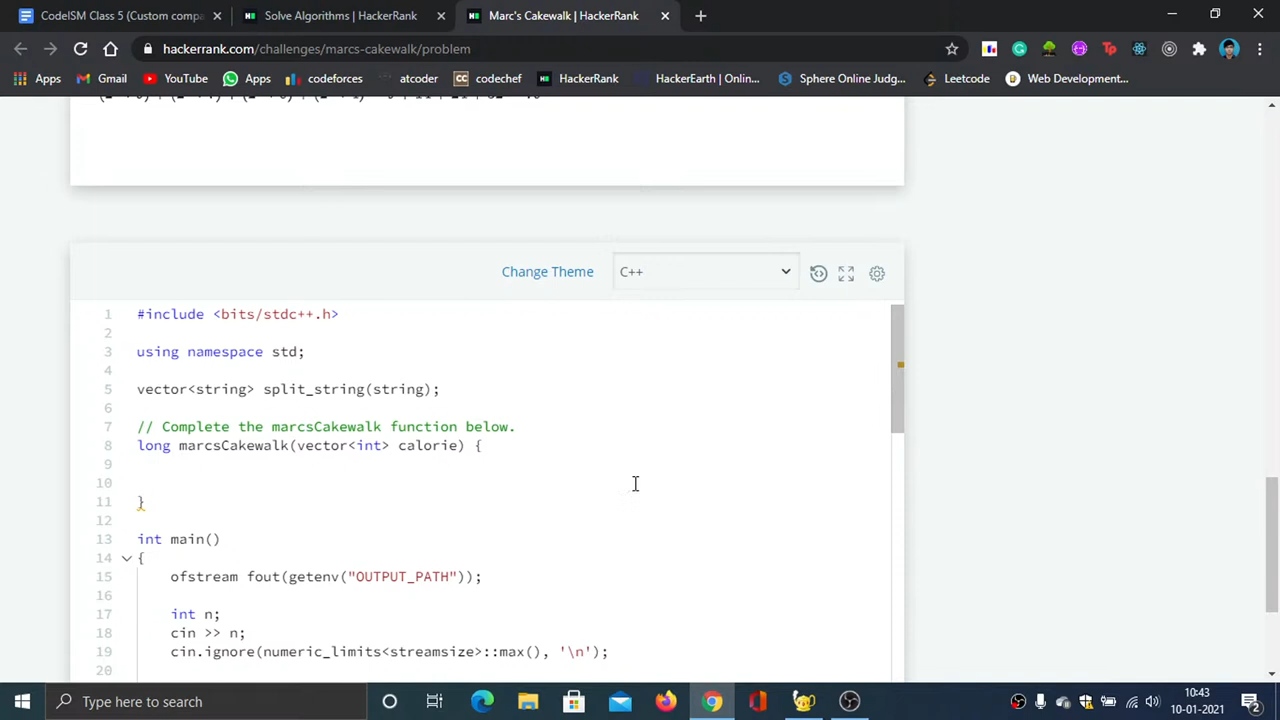 CodeISM Class 5 (Custom compa
Solve Algorithms | HackerRank
Marc's Cakewalk | HackerRank
hackerrank.com/challenges/marcs-cakewalk/problem
Apps
Gmail
YouTube
Apps
codeforces
atcoder
codechef
HackerRank
HackerEarth | Onlin...
Sphere Online Judg...
Leetcode
Web Development...
Change Theme
C++
1 #include <bits/stdc++.h>
2
3 using namespace std;
4
5 vector<string> split_string(string);
6
7 // Complete the marcsCakewalk function below.
8 long marcsCakewalk(vector<int> calorie) {
9
10
11 }
12
13 int main()
14 {
15 ofstream fout(getenv("OUTPUT_PATH"));
16
17 int n;
18 cin >> n;
19 cin.ignore(numeric_limits<streamsize>::max(), '\n');
20
Type here to search
10:43
10-01-2021
2